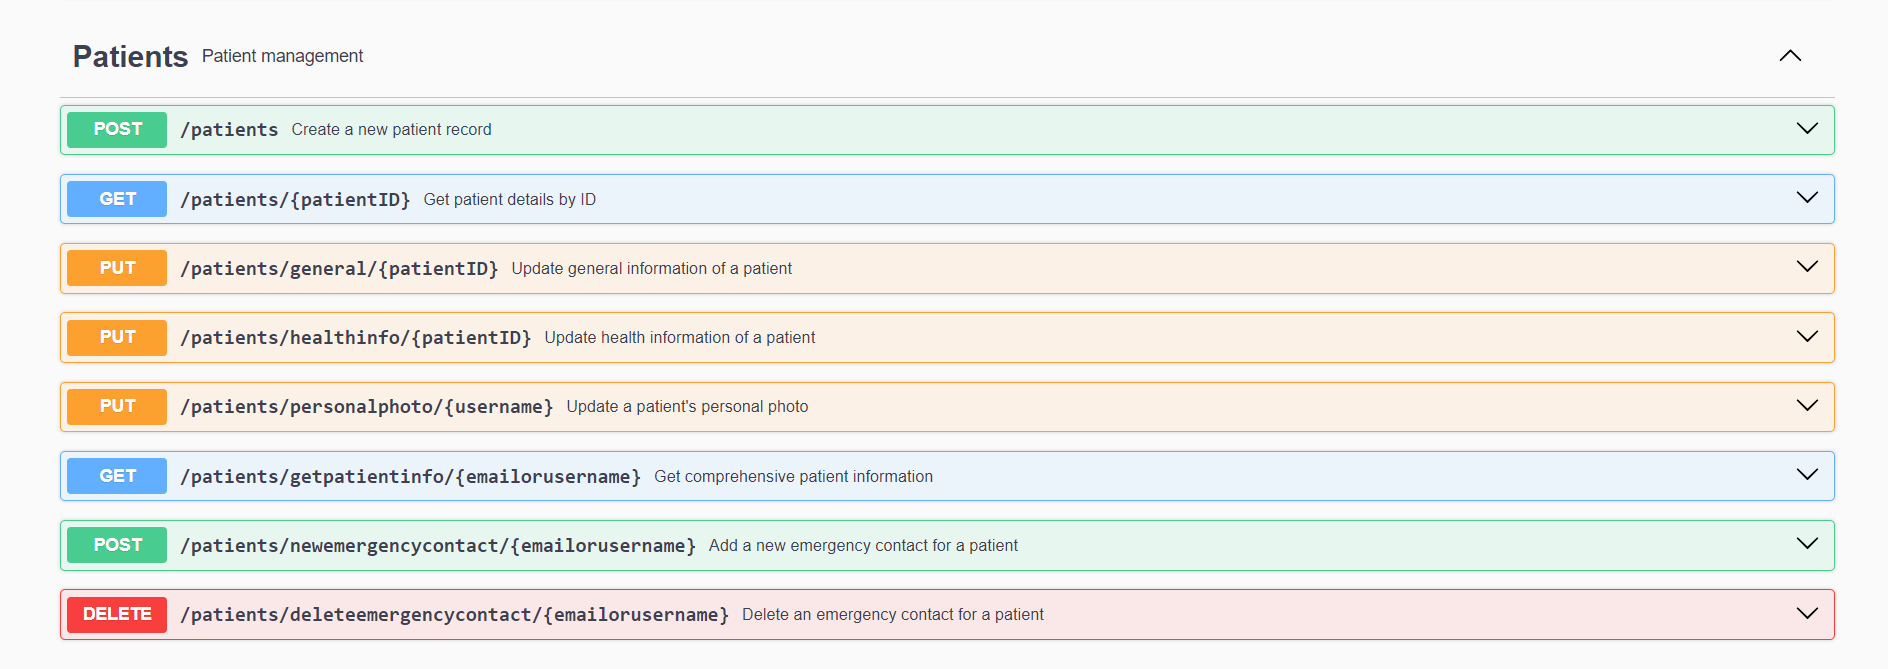 Patients Patient management
POST /patients Create a new patient record
GET /patients/{patientID} Get patient details by ID
PUT /patients/general/{patientID} Update general information of a patient
PUT /patients/healthinfo/{patientID} Update health information of a patient
PUT /patients/personalphoto/{username} Update a patient's personal photo
GET /patients/getpatientinfo/{emailorusername} Get comprehensive patient information
POST /patients/newemergencycontact/{emailorusername} Add a new emergency contact for a patient
DELETE /patients/deleteemergencycontact/{emailorusername} Delete an emergency contact for a patient